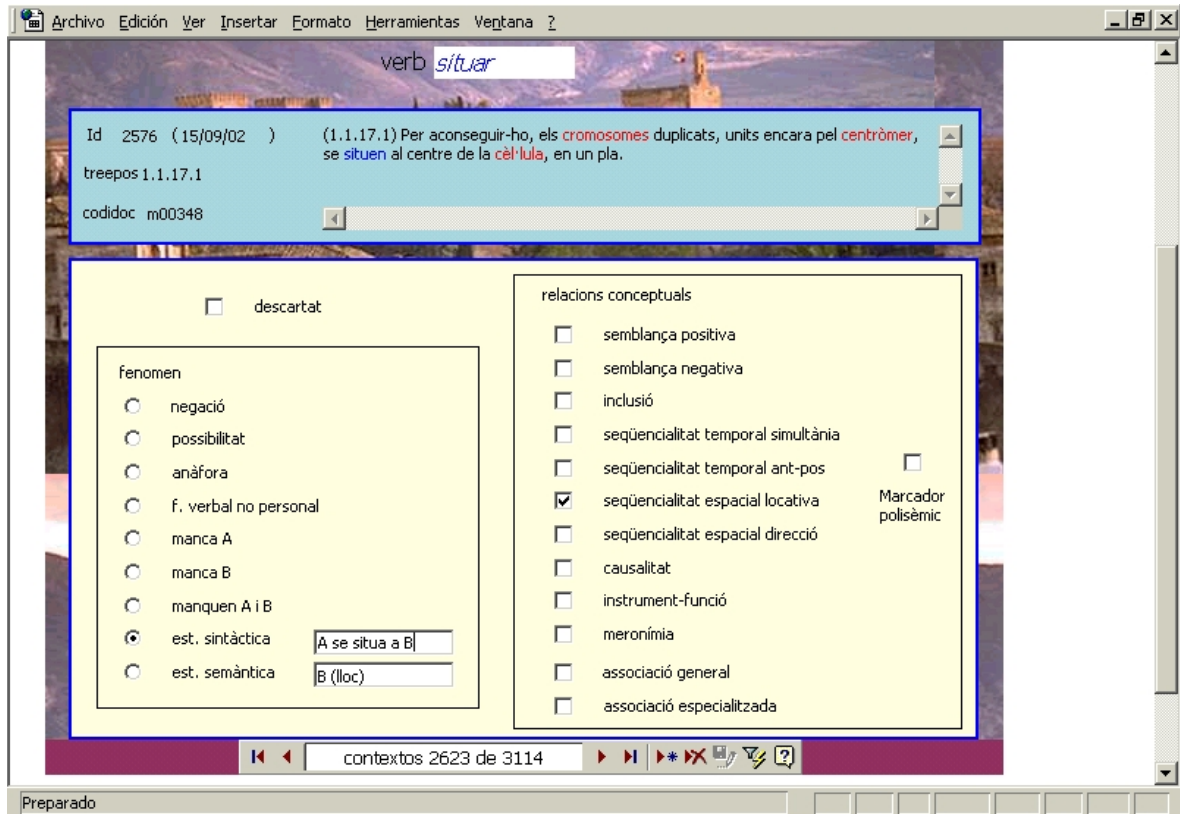 Archivo Edición Ver Insertar Formato Herramientas Ventana ?
verb situar
Id 2576 (15/09/02 )
treepos 1.1.17.1
codidoc m00348
(1.1.17.1) Per aconseguir-ho, els cromosomes duplicats, units encara pel centròmer,
se situen al centre de la cèl·lula, en un pla.
descartat
fenomen
negació
possibilitat
anàfora
f. verbal no personal
manca A
manca B
manquen A i B
est. sintàctica A se situa a B
est. semàntica B (lloc)
relacions conceptuals
semblança positiva
semblança negativa
inclusió
seqüencialitat temporal simultània
seqüencialitat temporal ant-pos
seqüencialitat espacial locativa
seqüencialitat espacial direcció
causalitat
instrument-funció
meronímia
associació general
associació especialitzada
Marcador
polisèmic
contextos 2623 de 3114
Preparado